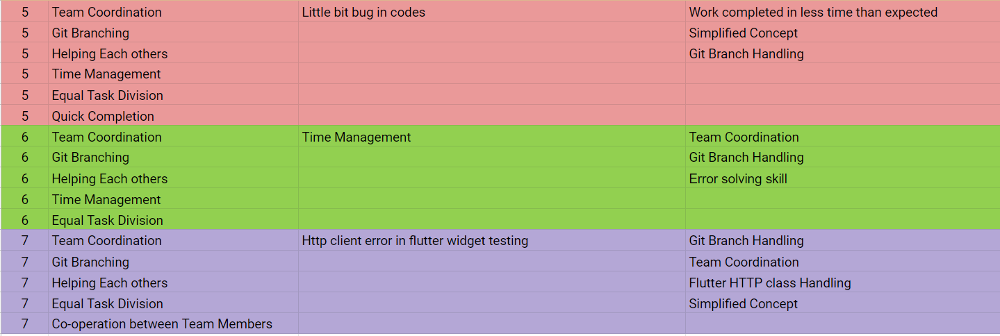 5 Team Coordination Little bit bug in codes Work completed in less time than expected
5 Git Branching Simplified Concept
5 Helping Each others Git Branch Handling
5 Time Management
5 Equal Task Division
5 Quick Completion
6 Team Coordination Time Management Team Coordination
6 Git Branching Git Branch Handling
6 Helping Each others Error solving skill
6 Time Management
6 Equal Task Division
7 Team Coordination Http client error in flutter widget testing Git Branch Handling
7 Git Branching Team Coordination
7 Helping Each others Flutter HTTP class Handling
7 Equal Task Division Simplified Concept
7 Co-operation between Team Members